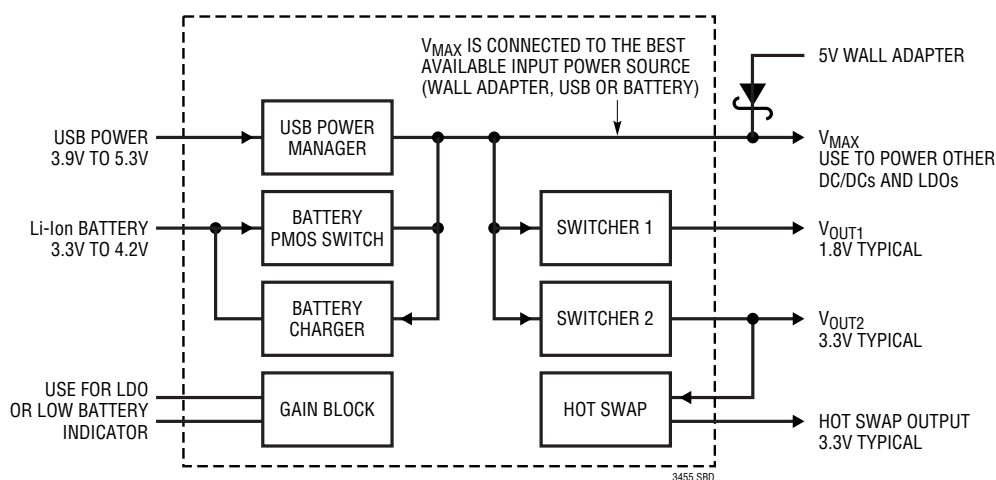 V_MAX IS CONNECTED TO THE BEST
AVAILABLE INPUT POWER SOURCE
(WALL ADAPTER, USB OR BATTERY)
5V WALL ADAPTER
USB POWER
3.9V TO 5.3V
USB POWER
MANAGER
V_MAX
USE TO POWER OTHER
DC/DCs AND LDOs
Li-Ion BATTERY
3.3V TO 4.2V
BATTERY
PMOS SWITCH
SWITCHER 1
V_OUT1
1.8V TYPICAL
BATTERY
CHARGER
SWITCHER 2
V_OUT2
3.3V TYPICAL
USE FOR LDO
OR LOW BATTERY
INDICATOR
GAIN BLOCK
HOT SWAP
HOT SWAP OUTPUT
3.3V TYPICAL
3455 SBD